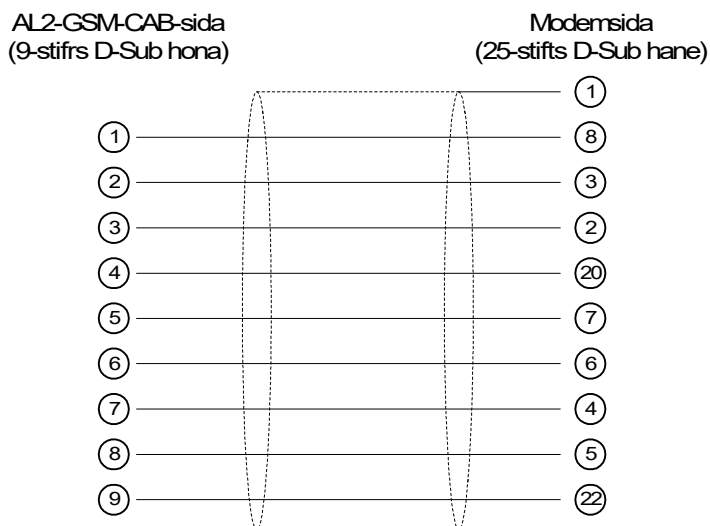 AL2-GSM-CAB-sida
(9-stifrs D-Sub hona)
Modemsida
(25-stifts D-Sub hane)
1
1 8
2 3
3 2
4 20
5 7
6 6
7 4
8 5
9 22